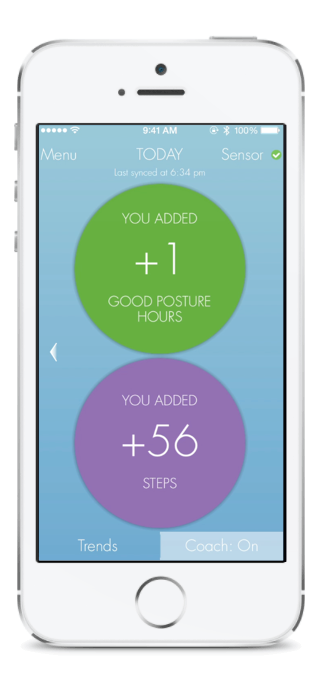 9:41 AM 100%
Menu TODAY Sensor
Last synced at 6:34 pm
YOU ADDED
+1
GOOD POSTURE
HOURS
YOU ADDED
+56
STEPS
Trends Coach: On